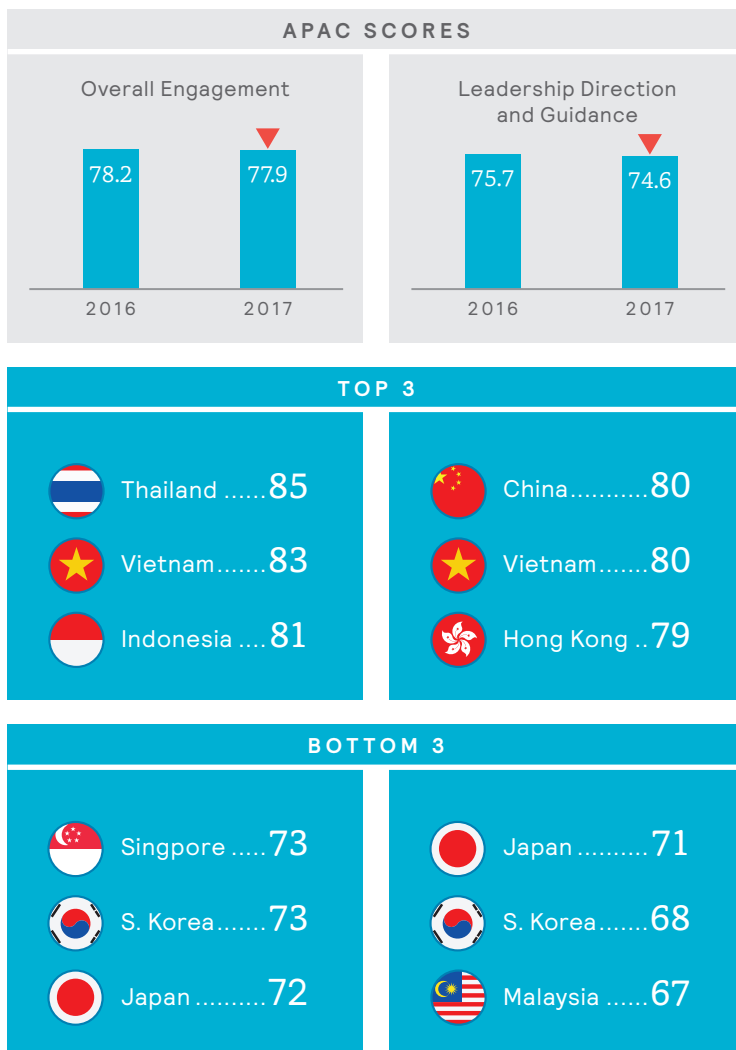 APAC SCORES
Overall Engagement
78.2
77.9
2016
2017
Leadership Direction
and Guidance
75.7
74.6
2016
2017
TOP 3
Thailand ......85
Vietnam.......83
Indonesia ....81
China...........80
Vietnam.......80
Hong Kong ..79
BOTTOM 3
Singpore .....73
S. Korea.......73
Japan ..........72
Japan ..........71
S. Korea.......68
Malaysia ......67